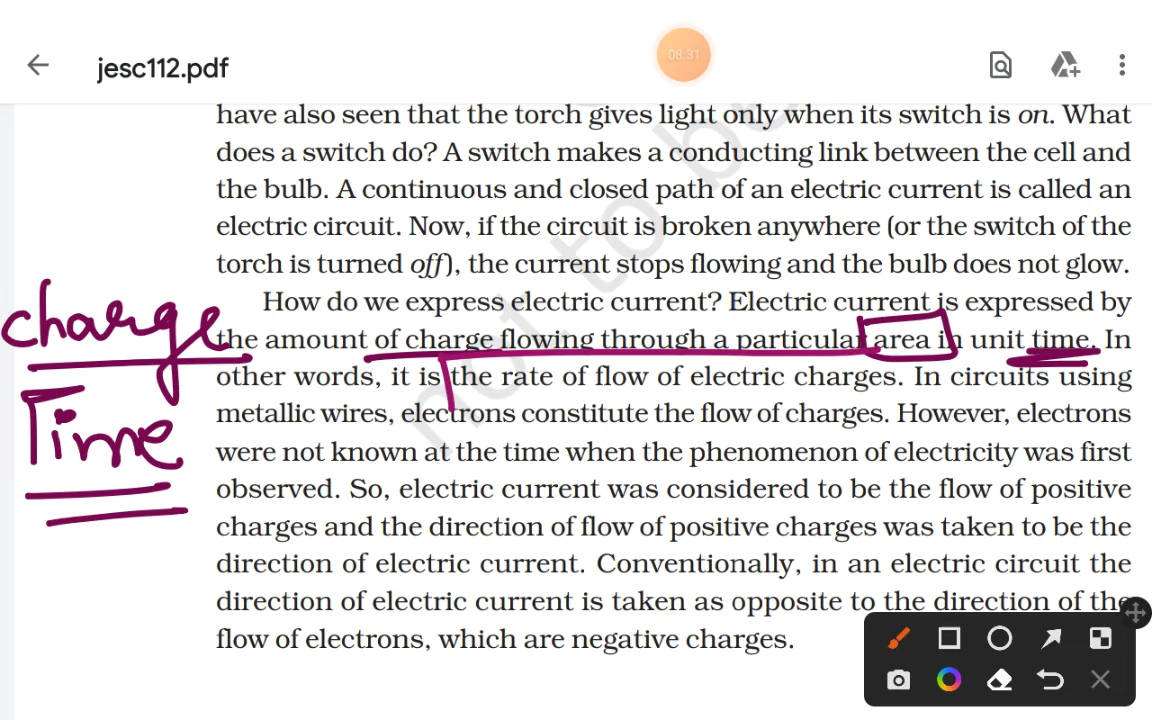 08:31
jesc112.pdf
have also seen that the torch gives light only when its switch is on. What
does a switch do? A switch makes a conducting link between the cell and
the bulb. A continuous and closed path of an electric current is called an
electric circuit. Now, if the circuit is broken anywhere (or the switch of the
torch is turned off), the current stops flowing and the bulb does not glow.
How do we express electric current? Electric current is expressed by
the amount of charge flowing through a particular area in unit time. In
other words, it is the rate of flow of electric charges. In circuits using
metallic wires, electrons constitute the flow of charges. However, electrons
were not known at the time when the phenomenon of electricity was first
observed. So, electric current was considered to be the flow of positive
charges and the direction of flow of positive charges was taken to be the
direction of electric current. Conventionally, in an electric circuit the
direction of electric current is taken as opposite to the direction of the
flow of electrons, which are negative charges.
charge
Time
not to be